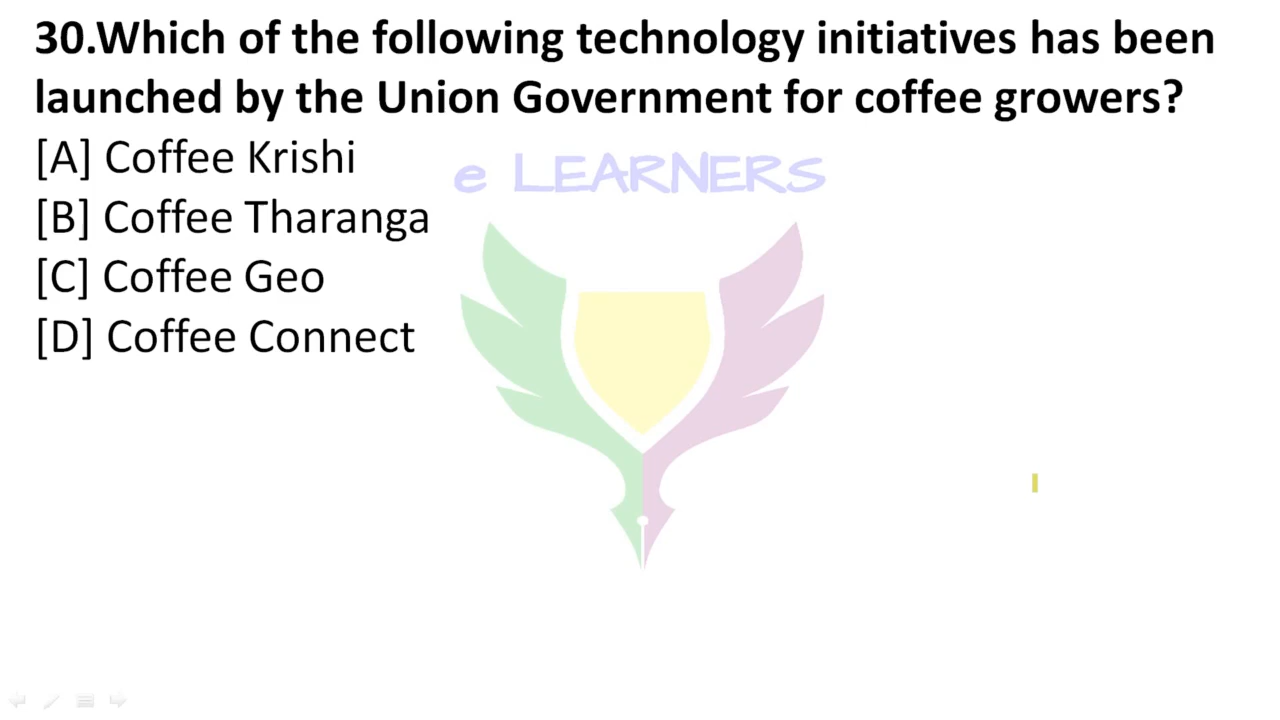 30.Which of the following technology initiatives has been
launched by the Union Government for coffee growers?
[A] Coffee Krishi
e LEARNERS
[B] Coffee Tharanga
[C] Coffee Geo
[D] Coffee Connect